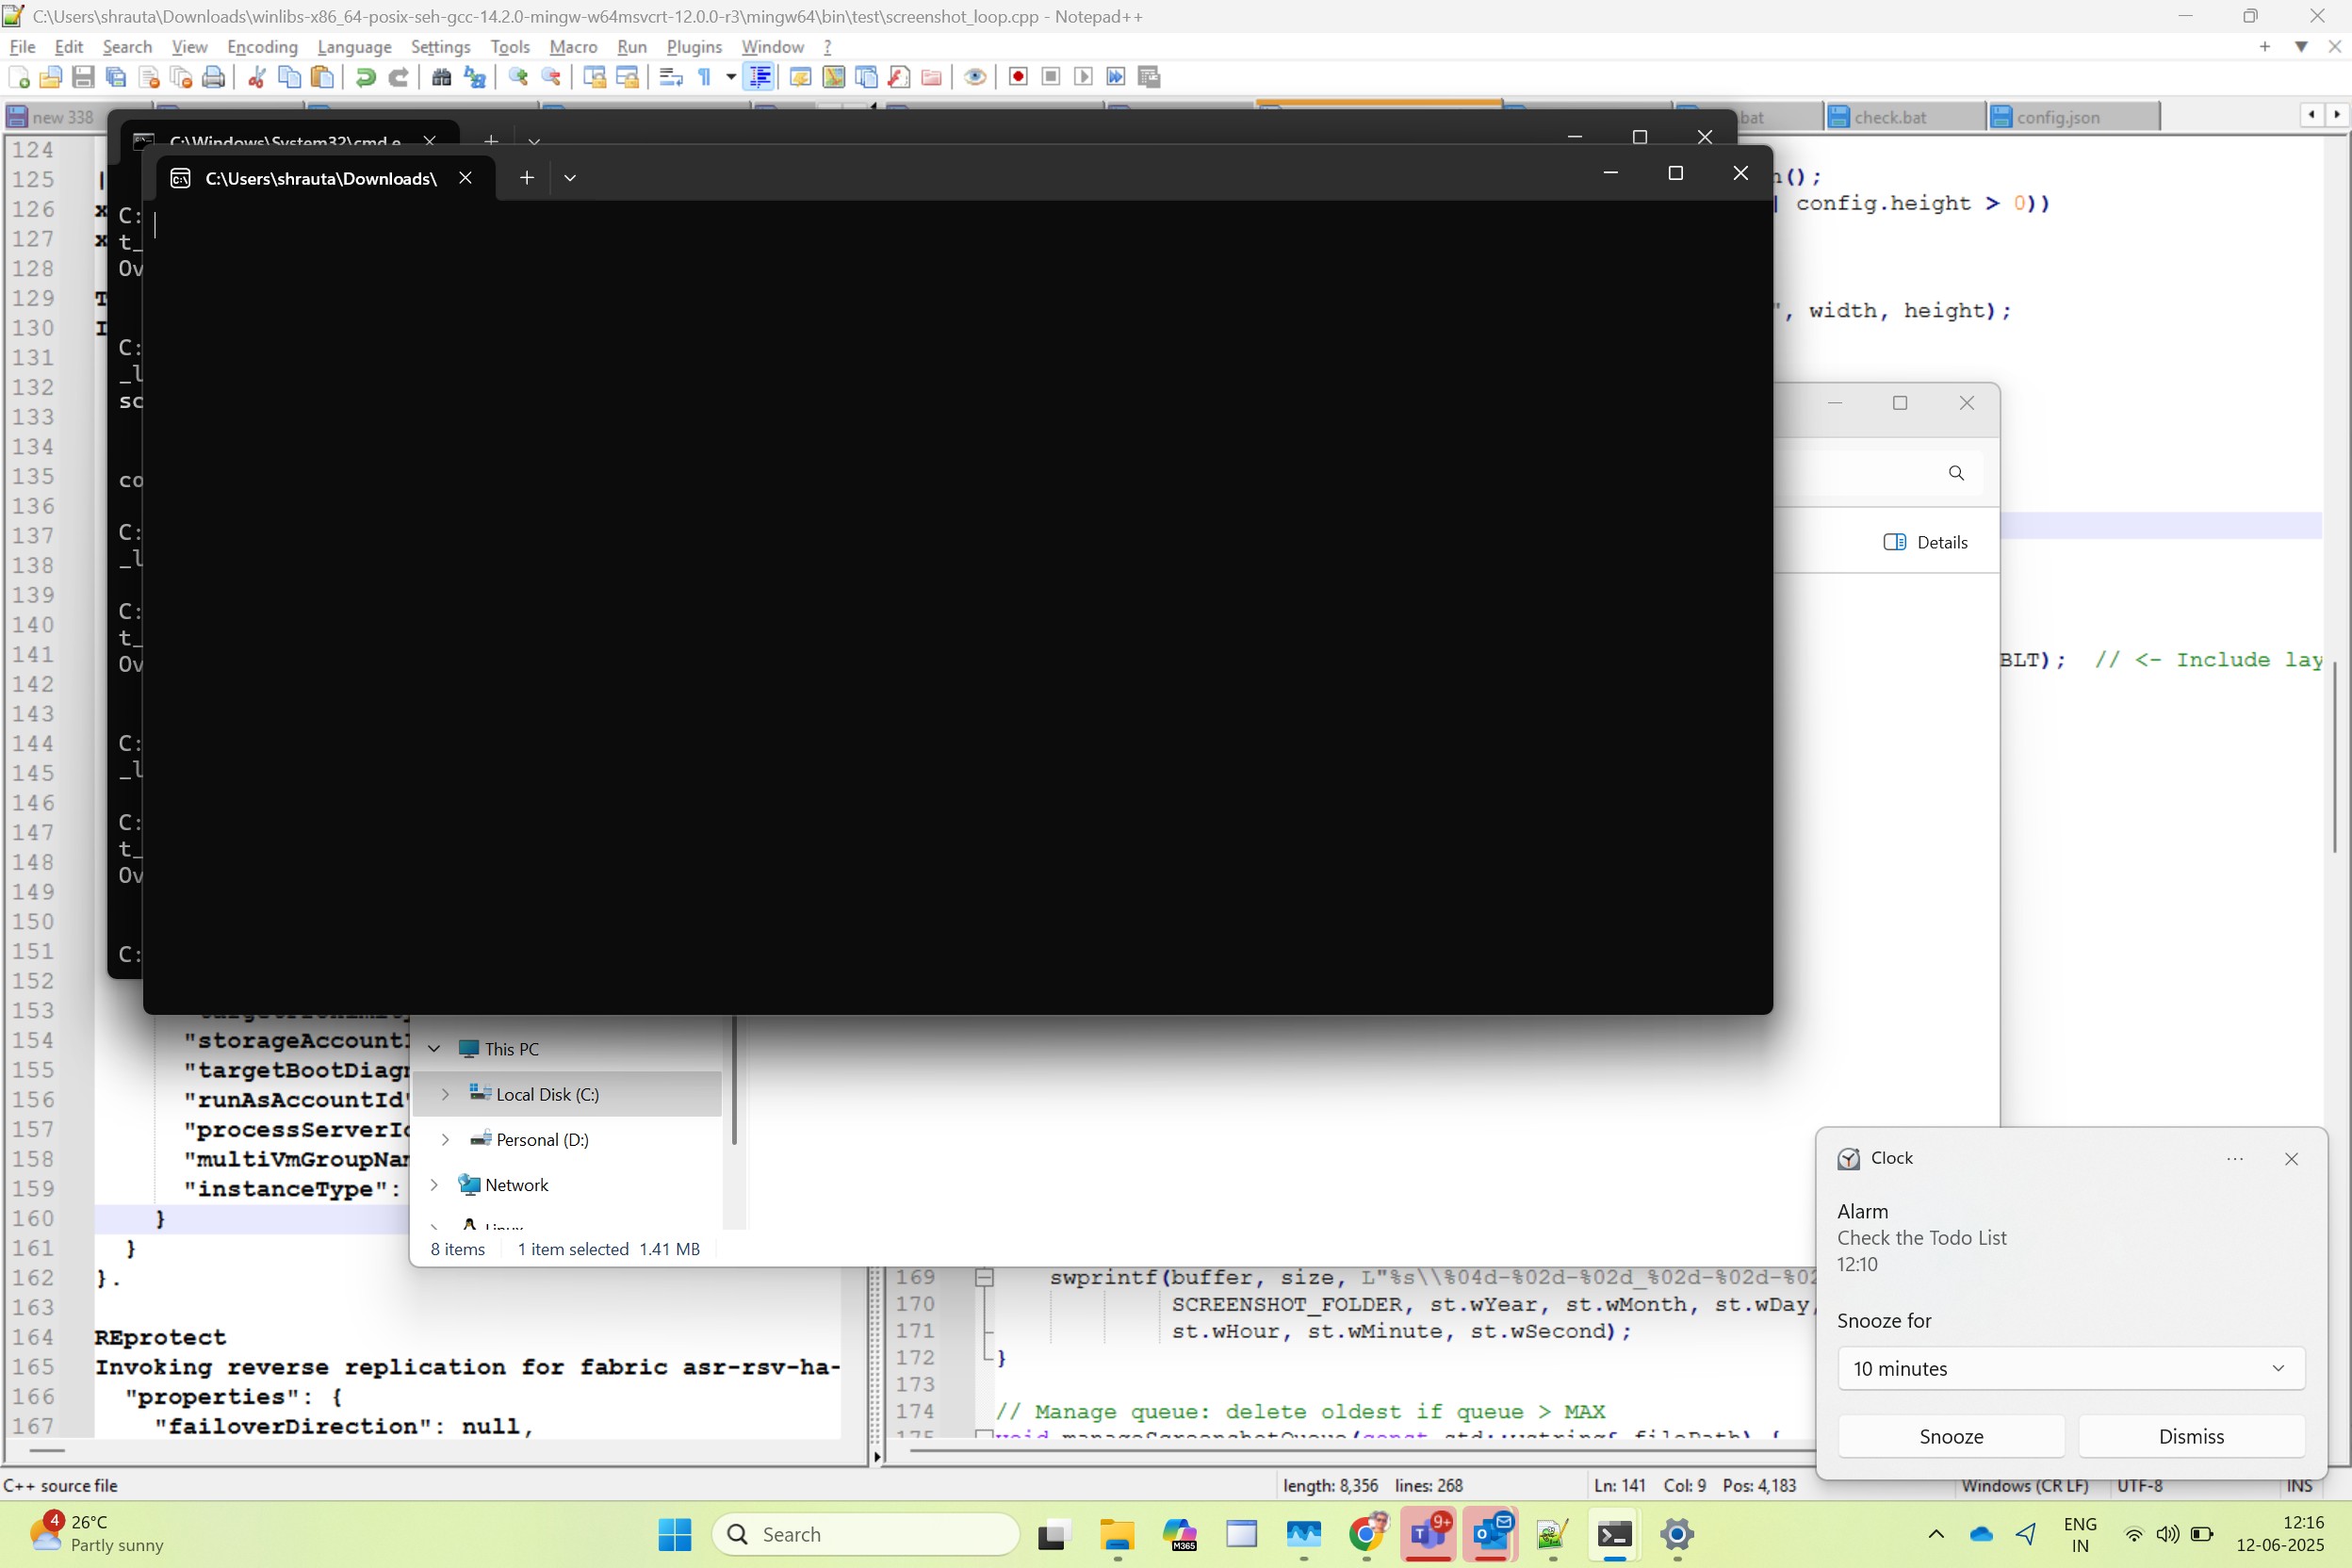 C:\Users\shrauta\Downloads\winlibs-x86_64-posix-seh-gcc-14.2.0-mingw-w64msvcrt-12.0.0-r3\mingw64\bin\test\screenshot_loop.cpp - Notepad++
File Edit Search View Encoding Language Settings Tools Macro Run Plugins Window ?
new 338
.bat
check.bat
config.json
C:\Windows\System32\cmd.e
C:\Users\shrauta\Downloads\
124
125
126
127
128
129
130
131
132
133
134
135
136
137
138
139
140
141
142
143
144
145
146
147
148
149
150
151
152
153
154 "storageAccount
155 "targetBootDiagn
156 "runAsAccountId"
157 "processServerId
158 "multiVmGroupNam
159 "instanceType":
160 }
161 }
162 }.
163
164 REprotect
165 Invoking reverse replication for fabric asr-rsv-ha-
166 "properties": {
167 "failoverDirection": null,
C:
t_
Ov
C:
_l
sc
co
C:
_l
C:
t_
Ov
C:
_l
C:
t_
Ov
C:
();
config.height > 0))
", width, height);
Details
BLT); // <- Include lay
This PC
Local Disk (C:)
Personal (D:)
Network
Linux
8 items 1 item selected 1.41 MB
169 swprintf(buffer, size, L"%s\\%04d-%02d-%02d_%02d-%02d-%02
170 SCREENSHOT_FOLDER, st.wYear, st.wMonth, st.wDay,
171 st.wHour, st.wMinute, st.wSecond);
172 }
173
174 // Manage queue: delete oldest if queue > MAX
175 void manageScreenshotQueue(const std::wstring& filePath) {
Clock
Alarm
Check the Todo List
12:10
Snooze for
10 minutes
Snooze
Dismiss
C++ source file
length: 8,356 lines: 268
Ln: 141 Col: 9 Pos: 4,183
Windows (CR LF)
UTF-8
INS
4
26°C
Partly sunny
Search
M365
9+
ENG
IN
12:16
12-06-2025